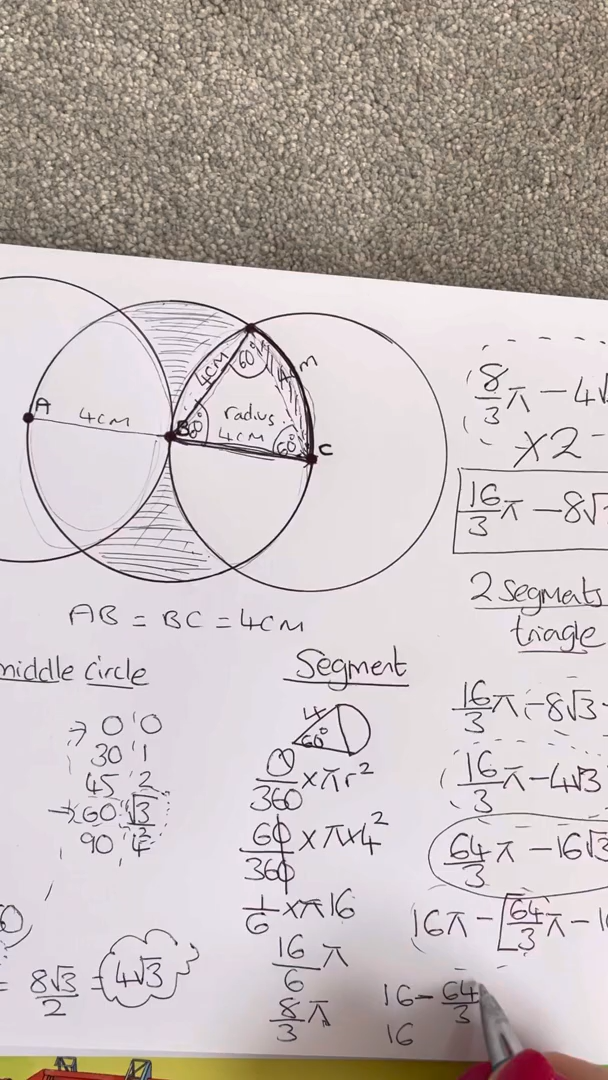 A
4CM
4CM
60°
M
B
60°
radius
4CM
60°
C
AB = BC = 4CM
middle circle
→ 0 0
30 1
45 2
→ 60 √3
90 4
= 8√3/2 = 4√3
Segment
4
60°
θ/360 × πr²
60/360 × π×4²
1/6 × π16
16/6 π
8/3 π
8/3 π − 4√
×2
16/3 π − 8√
2 segments
triagle
16/3 π − 8√3
16/3 π − 4√3
64/3 π − 16√3
16π − [64/3 π − 1
16 − 64/3
16